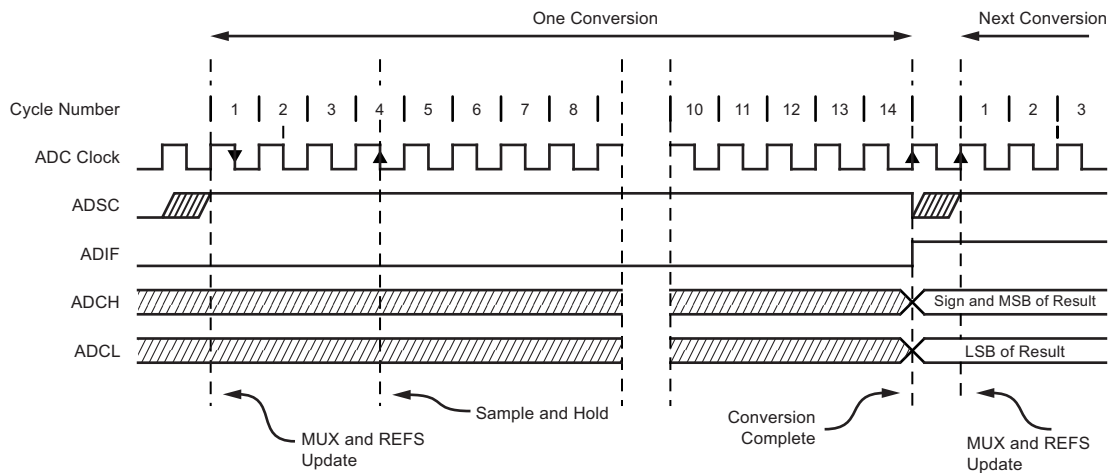 One Conversion
Next Conversion
Cycle Number 1 2 3 4 5 6 7 8 10 11 12 13 14 1 2 3
ADC Clock
ADSC
ADIF
ADCH
Sign and MSB of Result
ADCL
LSB of Result
Sample and Hold
MUX and REFS
Update
Conversion
Complete
MUX and REFS
Update